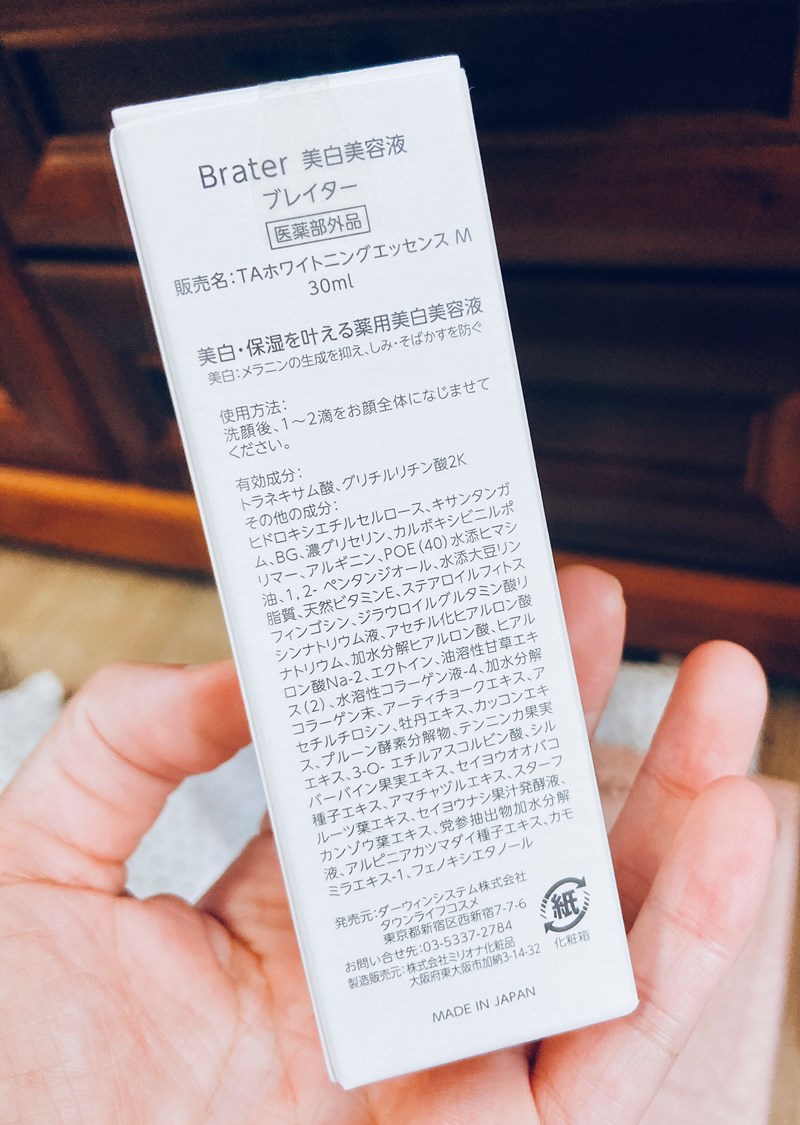 Brater 美白美容液
ブレイター
医薬部外品
販売名:TAホワイトニングエッセンス M
30ml
美白・保湿を叶える薬用美白美容液
美白:メラニンの生成を抑え、しみ・そばかすを防ぐ
使用方法:
洗顔後、1〜2滴をお顔全体になじませて
ください。
有効成分:
トラネキサム酸、グリチルリチン酸2K
その他の成分:
ヒドロキシエチルセルロース、キサンタンガ
ム、BG、濃グリセリン、カルボキシビニルポ
リマー、アルギニン、POE(40)水添ヒマシ
油、1,2- ペンタンジオール、水添大豆リン
脂質、天然ビタミンE、ステアロイルフィトス
フィンゴシン、ジラウロイルグルタミン酸リ
シンナトリウム液、アセチル化ヒアルロン酸
ナトリウム、加水分解ヒアルロン酸、ヒアル
ロン酸Na-2、エクトイン、油溶性甘草エキ
ス(2)、水溶性コラーゲン液-4、加水分解
コラーゲン末、アーティチョークエキス、ア
セチルチロシン、牡丹エキス、カッコンエキ
ス、プルーン酵素分解物、テンニンカ果実
エキス、3-O- エチルアスコルビン酸、シル
バーバイン果実エキス、セイヨウオオバコ
種子エキス、アマチャヅルエキス、スターフ
ルーツ葉エキス、セイヨウナシ果汁発酵液、
カンゾウ葉エキス、党参抽出物加水分解
液、アルピニアカツマダイ種子エキス、カモ
ミラエキス-1、フェノキシエタノール
発売元:ダーウィンシステム株式会社
タウンライフコスメ
東京都新宿区西新宿7-7-6
お問い合せ先:03-5337-2784
製造販売元:株式会社ミリオナ化粧品
大阪府東大阪市加納3-14-32
紙
化粧箱
MADE IN JAPAN